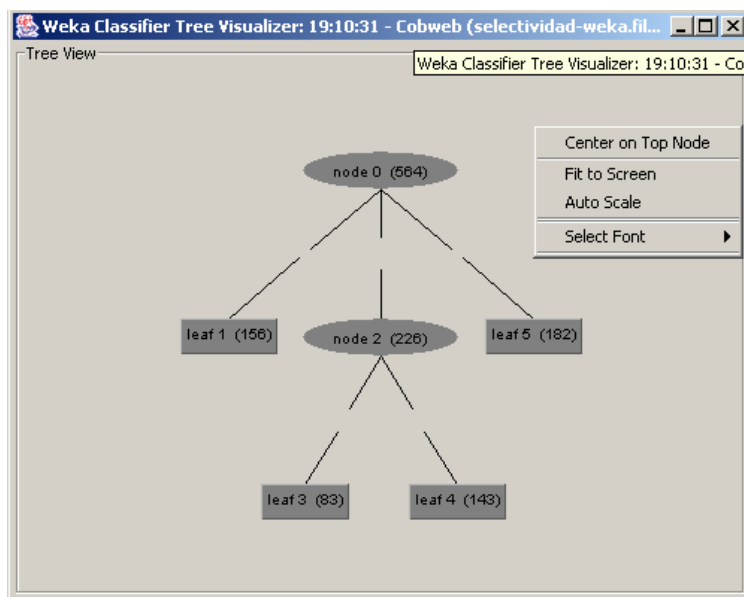 Weka Classifier Tree Visualizer: 19:10:31 - Cobweb (selectividad-weka.fil...
Tree View
Weka Classifier Tree Visualizer: 19:10:31 - Co
Center on Top Node
node 0 (564)
Fit to Screen
Auto Scale
Select Font
leaf 1 (156)
node 2 (226)
leaf 5 (182)
leaf 3 (83)
leaf 4 (143)